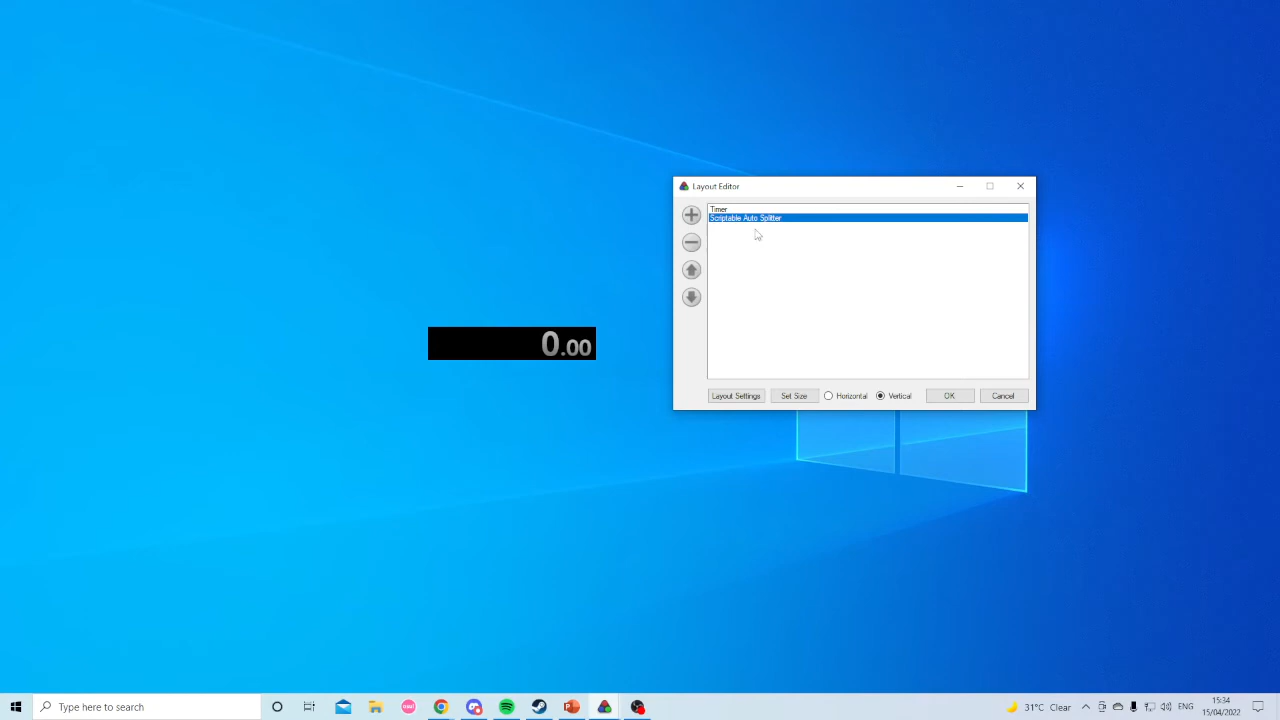 Layout Editor
Timer
Scriptable Auto Splitter
0.00
Layout Settings
Set Size
Horizontal
Vertical
OK
Cancel
Type here to search
osu!
31°C Clear
ENG
15:34
15/04/2022